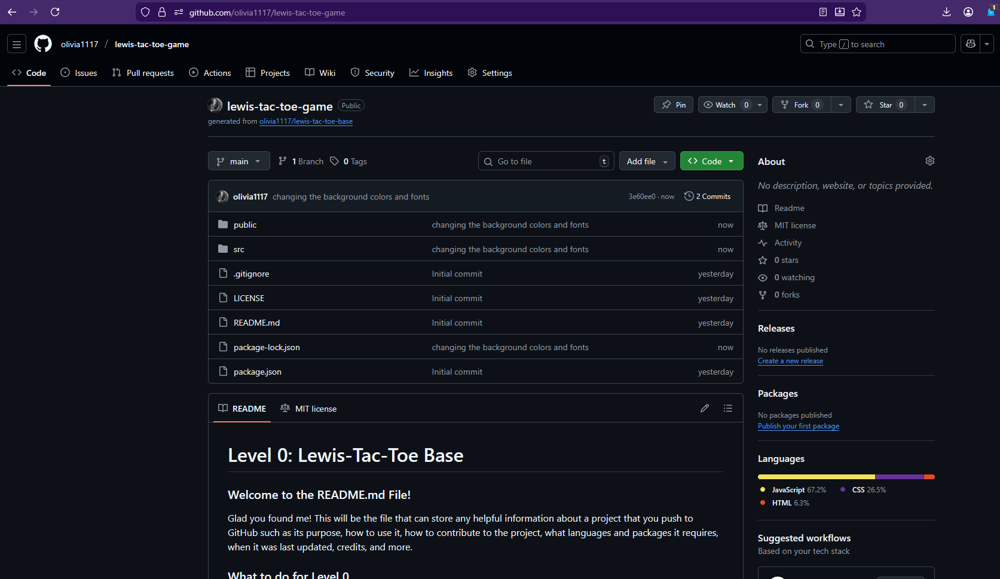 github.com/olivia1117/lewis-tac-toe-game
1
olivia1117 / lewis-tac-toe-game
Type / to search
Code Issues Pull requests Actions Projects Wiki Security Insights Settings
lewis-tac-toe-game Public
Pin Watch 0 Fork 0 Star 0
generated from olivia1117/lewis-tac-toe-base
main 1 Branch 0 Tags Go to file t Add file Code
olivia1117 changing the background colors and fonts 3e60ee0 · now 2 Commits
public changing the background colors and fonts now
src changing the background colors and fonts now
.gitignore Initial commit yesterday
LICENSE Initial commit yesterday
README.md Initial commit yesterday
package-lock.json changing the background colors and fonts now
package.json Initial commit yesterday
README MIT license
Level 0: Lewis-Tac-Toe Base
Welcome to the README.md File!
Glad you found me! This will be the file that can store any helpful information about a project that you push to
GitHub such as its purpose, how to use it, how to contribute to the project, what languages and packages it requires,
when it was last updated, credits, and more.
What to do for Level 0
About
No description, website, or topics provided.
Readme
MIT license
Activity
0 stars
0 watching
0 forks
Releases
No releases published
Create a new release
Packages
No packages published
Publish your first package
Languages
JavaScript 67.2% CSS 26.5%
HTML 6.3%
Suggested workflows
Based on your tech stack